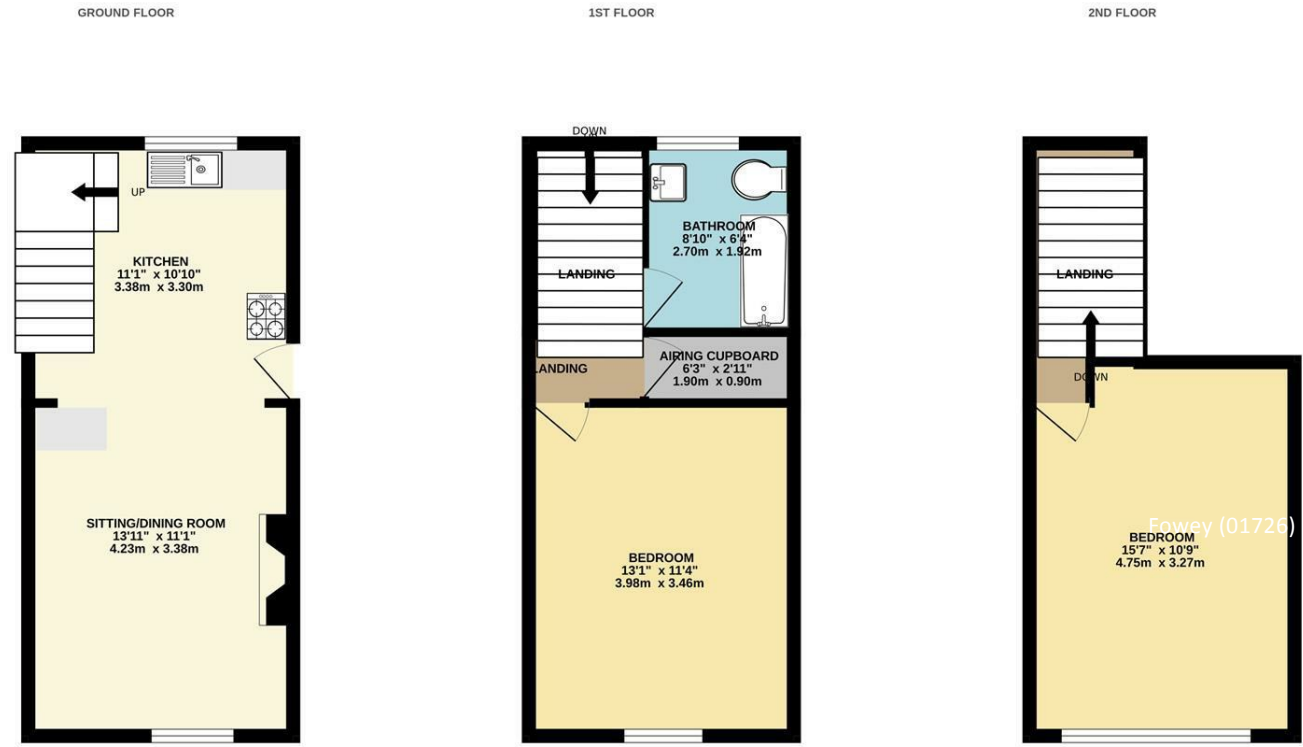 GROUND FLOOR
UP
KITCHEN
11'1" x 10'10"
3.38m x 3.30m
SITTING/DINING ROOM
13'11" x 11'1"
4.23m x 3.38m
1ST FLOOR
DOWN
BATHROOM
8'10" x 6'4"
2.70m x 1.92m
LANDING
AIRING CUPBOARD
6'3" x 2'11"
1.90m x 0.90m
LANDING
BEDROOM
13'1" x 11'4"
3.98m x 3.46m
2ND FLOOR
LANDING
DOWN
Fowey (01726)
BEDROOM
15'7" x 10'9"
4.75m x 3.27m